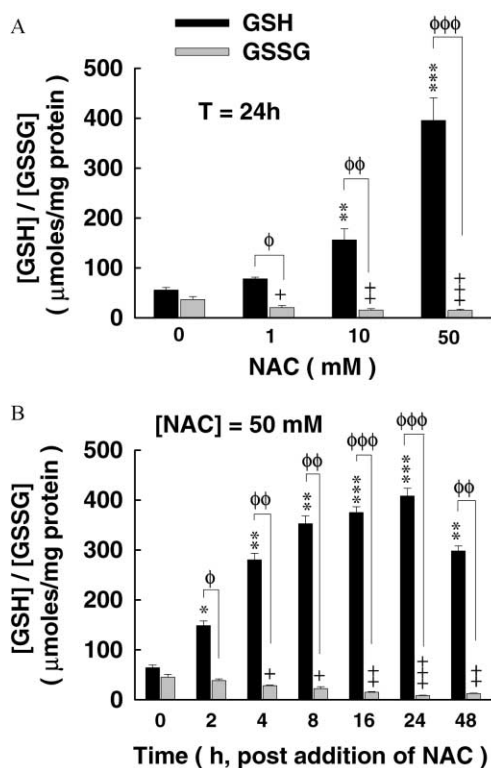 A
GSH
GSSG
T = 24h
[GSH] / [GSSG]
( μmoles/mg protein )
500
400
300
200
100
0
ϕ
+
**
ϕϕ
‡
***
ϕϕϕ
+++
0 1 10 50
NAC ( mM )
B
[NAC] = 50 mM
[GSH] / [GSSG]
( μmoles/mg protein )
500
400
300
200
100
0
*
ϕ
**
ϕϕ
+
**
ϕϕ
+
***
ϕϕϕ
‡
***
ϕϕϕ
+++
**
ϕϕ
‡
0 2 4 8 16 24 48
Time ( h, post addition of NAC )